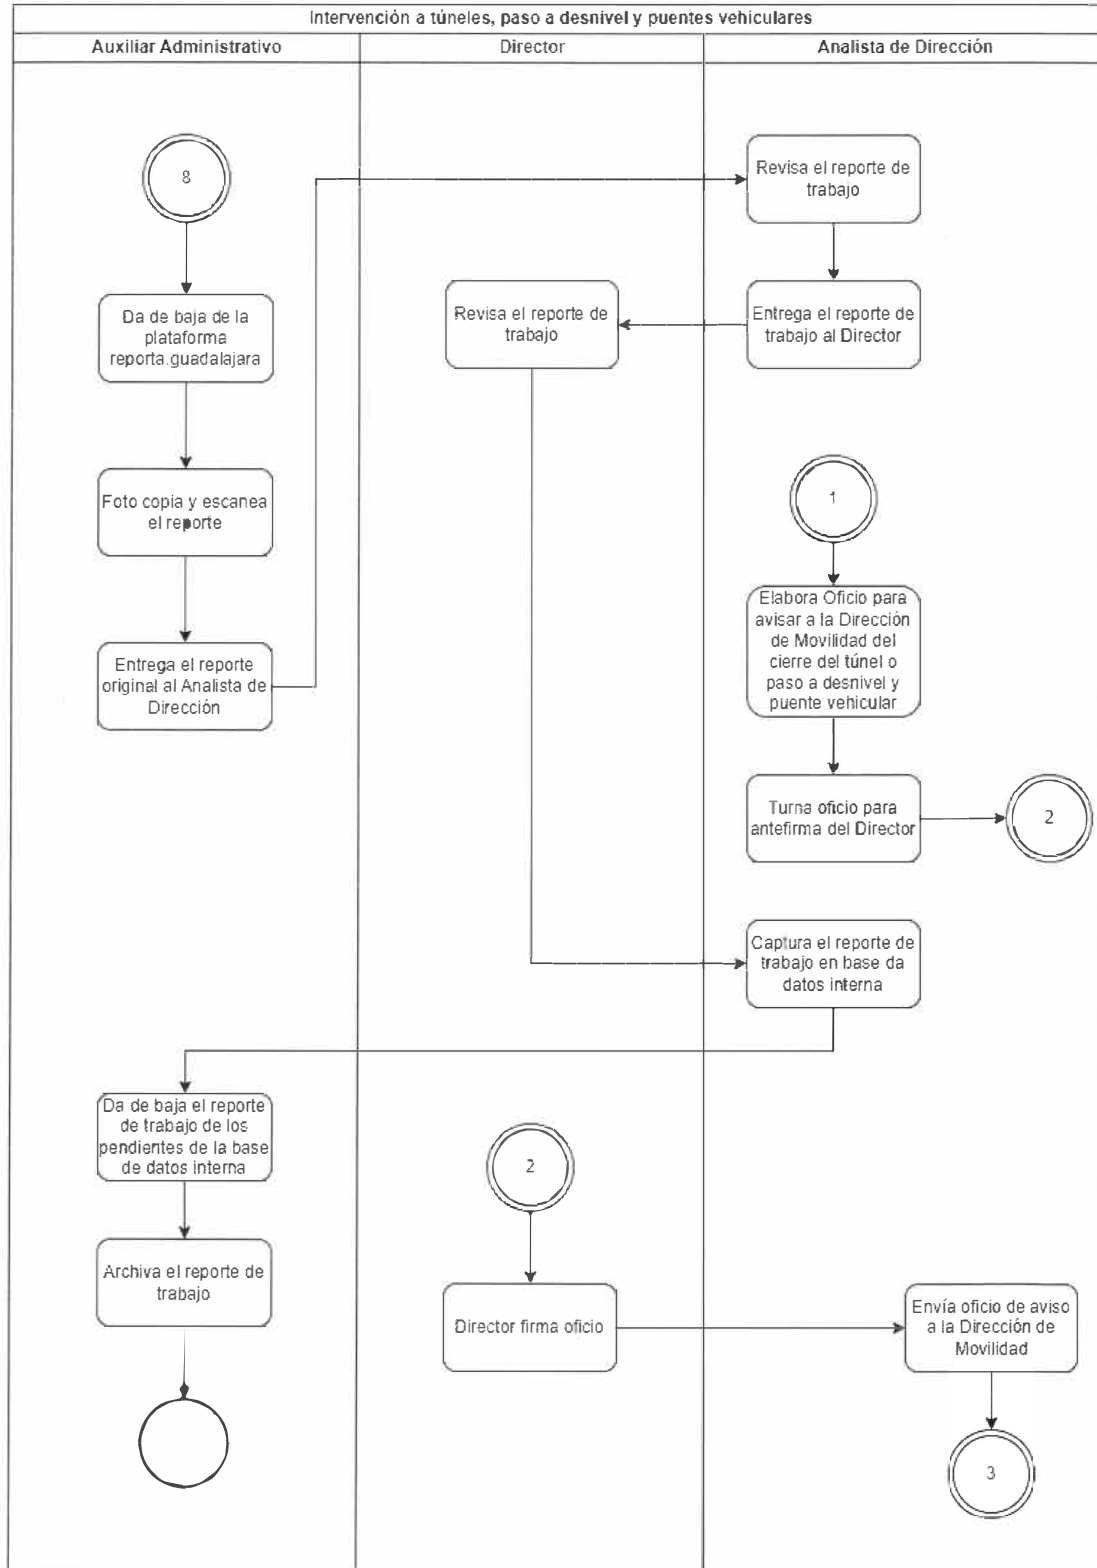 Intervención a túneles, paso a desnivel y puentes vehiculares
Auxiliar Administrativo
Director
Analista de Dirección
8
Revisa el reporte de
trabajo
Da de baja de la
plataforma
reporta.guadalajara
Revisa el reporte de
trabajo
Entrega el reporte de
trabajo al Director
Foto copia y escanea
el reporte
1
Entrega el reporte
original al Analista de
Dirección
Elabora Oficio para
avisar a la Dirección
de Movilidad del
cierre del túnel o
paso a desnivel y
puente vehicular
Turna oficio para
antefirma del Director
2
Captura el reporte de
trabajo en base da
datos interna
Da de baja el reporte
de trabajo de los
pendientes de la base
de datos interna
2
Archiva el reporte de
trabajo
Director firma oficio
Envía oficio de aviso
a la Dirección de
Movilidad
3